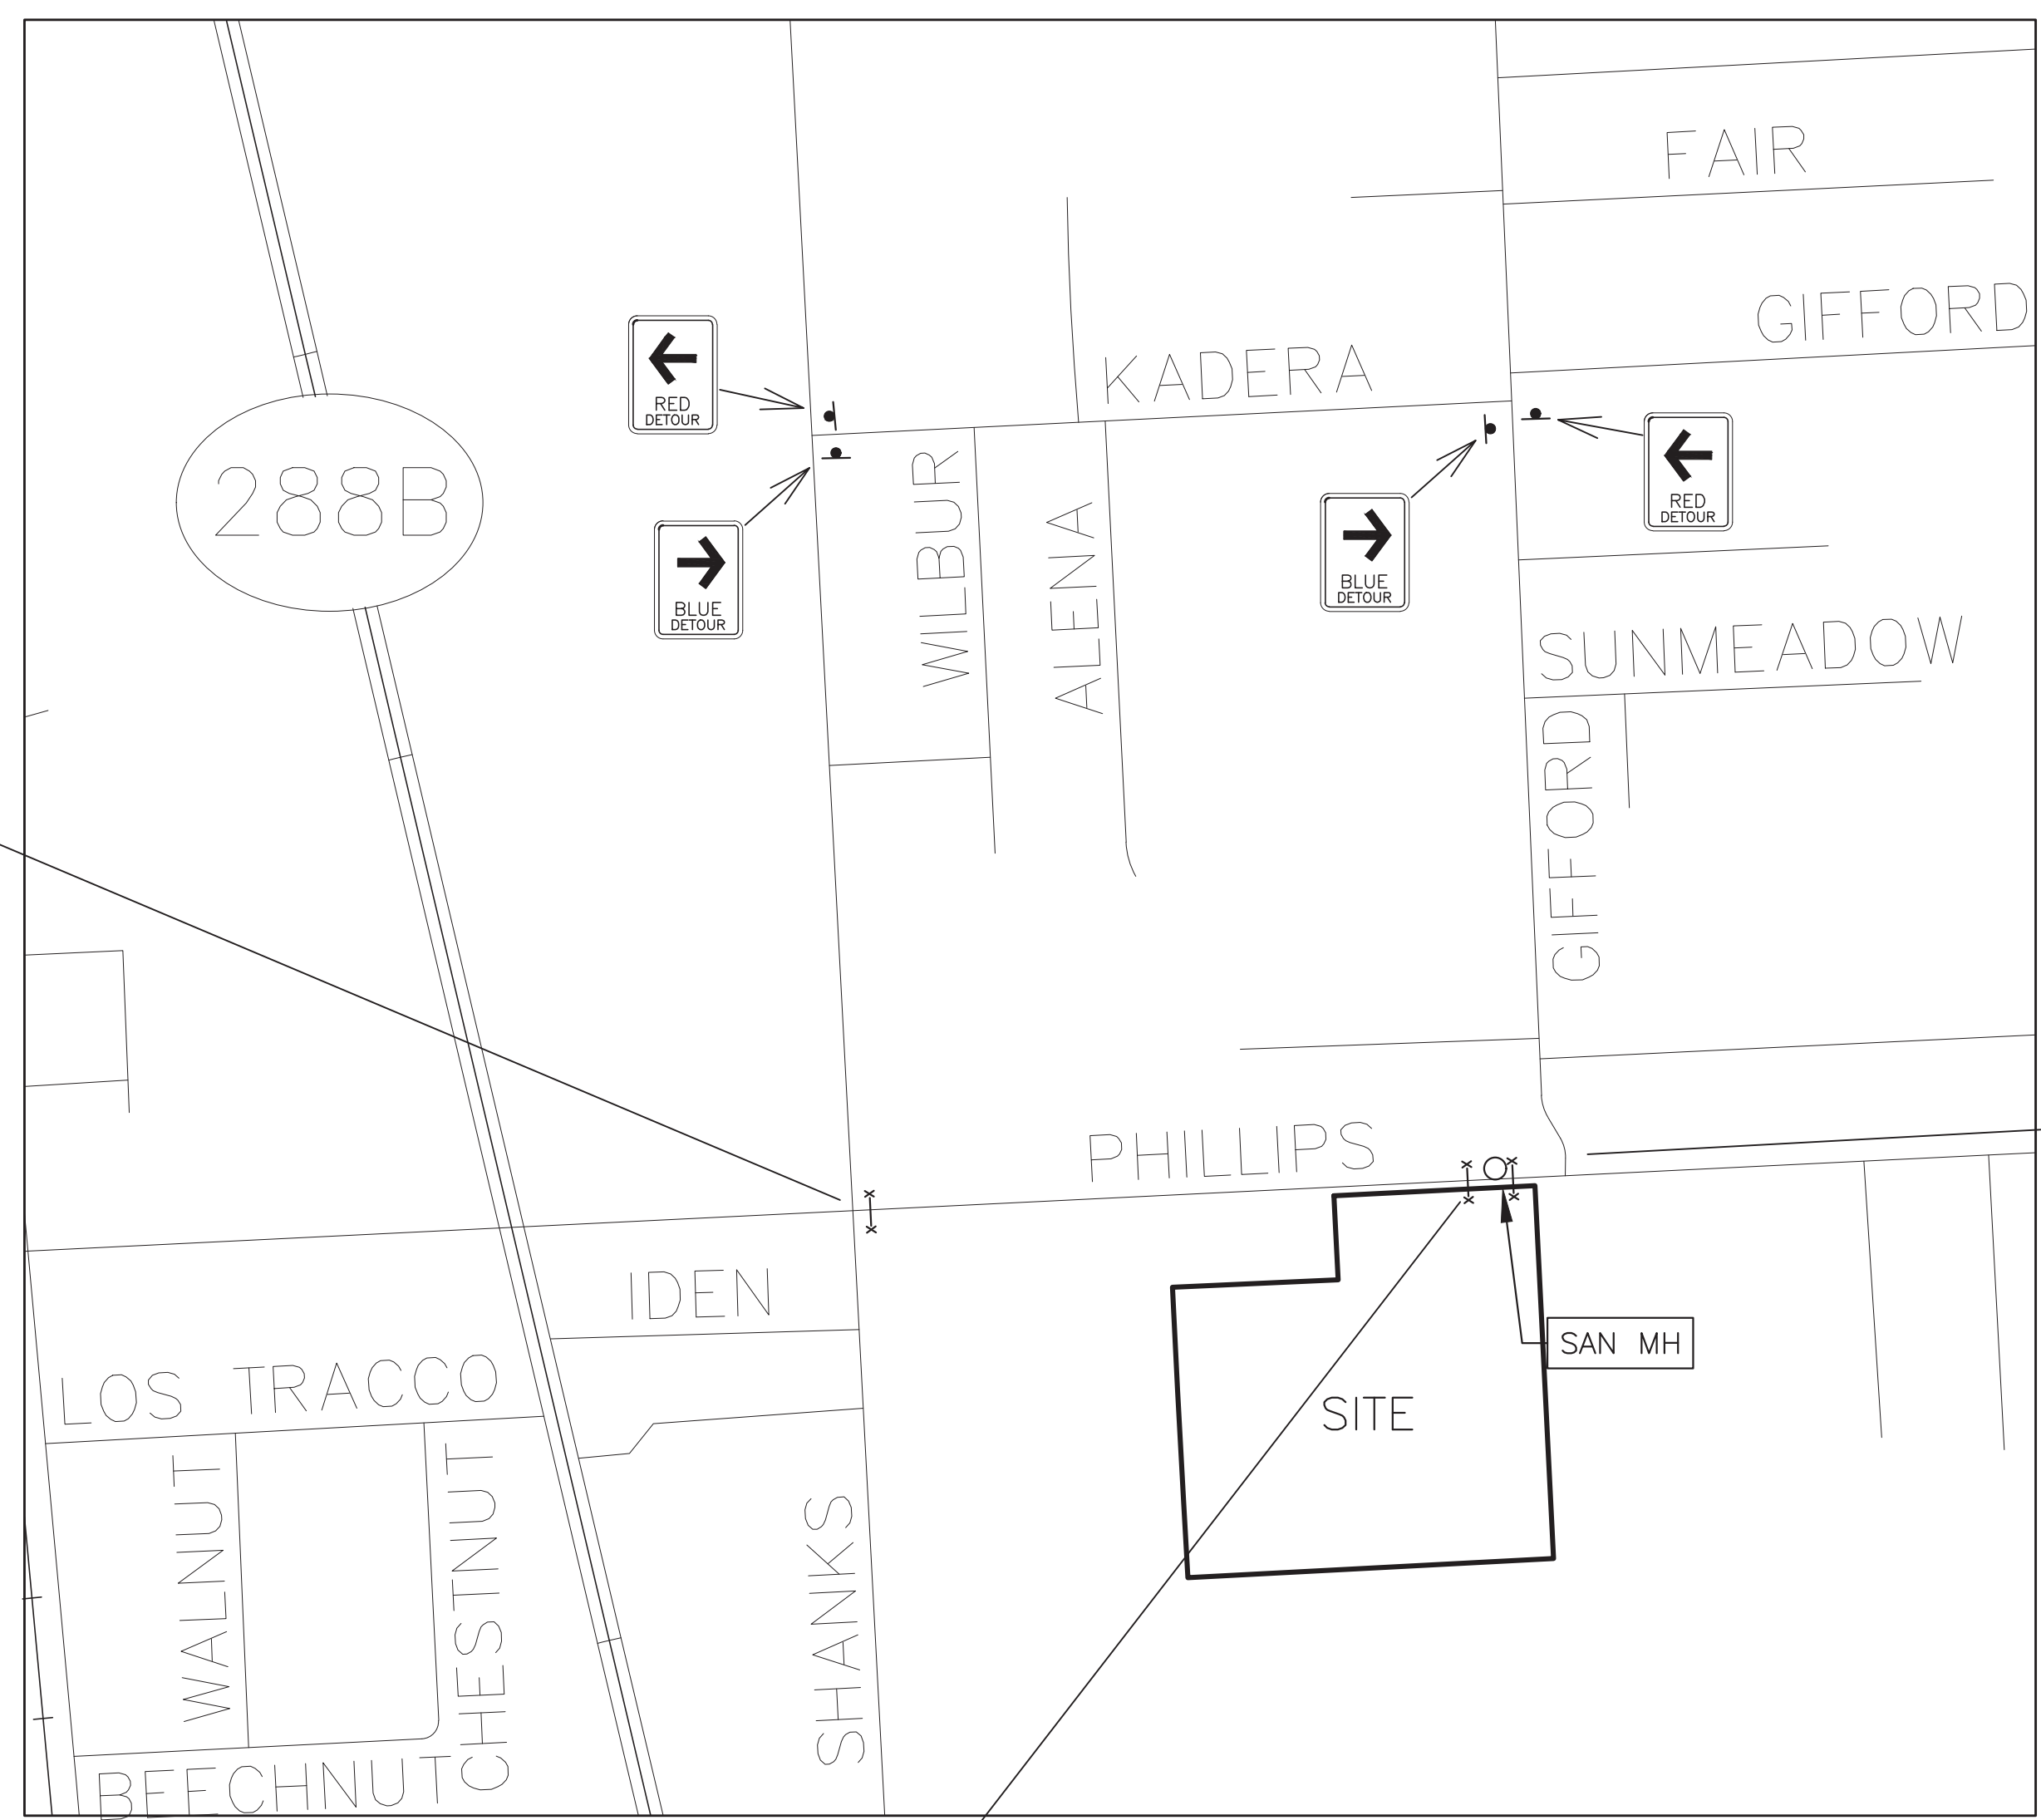 FAIR
GIFFORD
KADERA
RED
DETOUR
RED
DETOUR
288B
WILBUR
ALENA
BLUE
DETOUR
BLUE
DETOUR
SUNMEADOW
GIFFORD
PHILLIPS
IDEN
SAN MH
LOS TRACCO
SITE
WALNUT
CHESTNUT
SHANKS
BEECHNUT